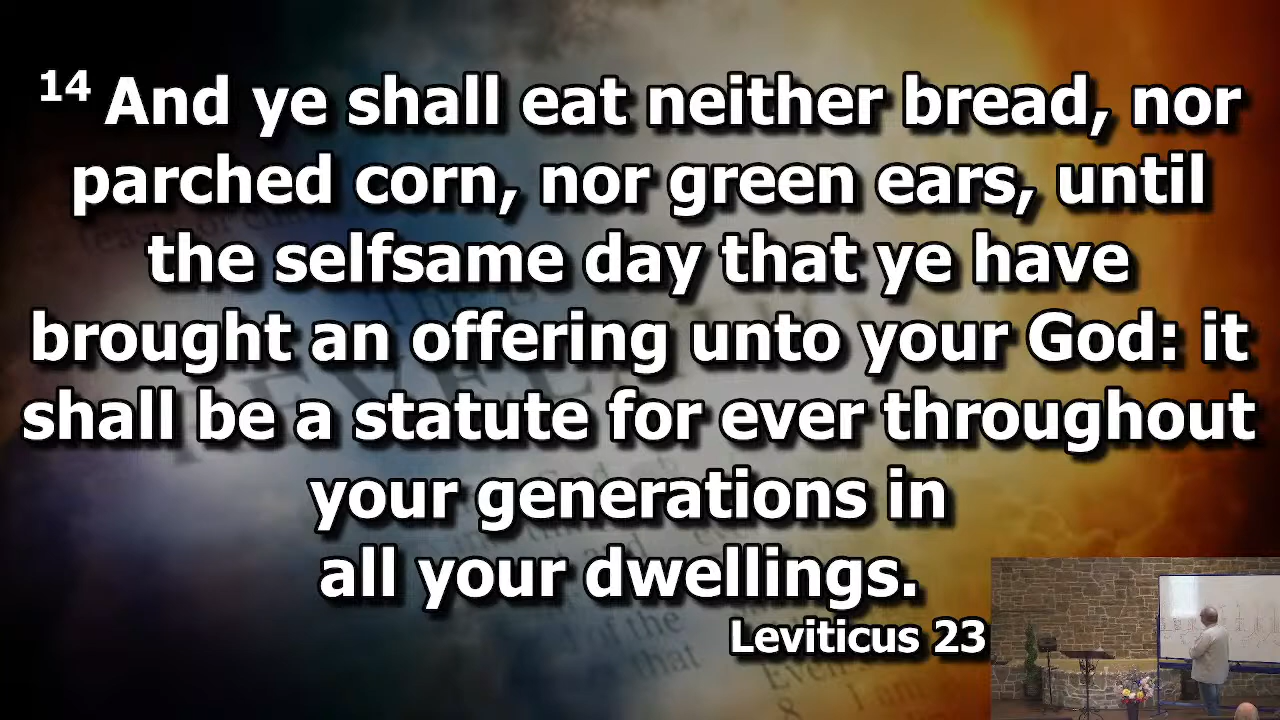 14 And ye shall eat neither bread, nor
parched corn, nor green ears, until
the selfsame day that ye have
brought an offering unto your God: it
shall be a statute for ever throughout
your generations in
all your dwellings.
Leviticus 23